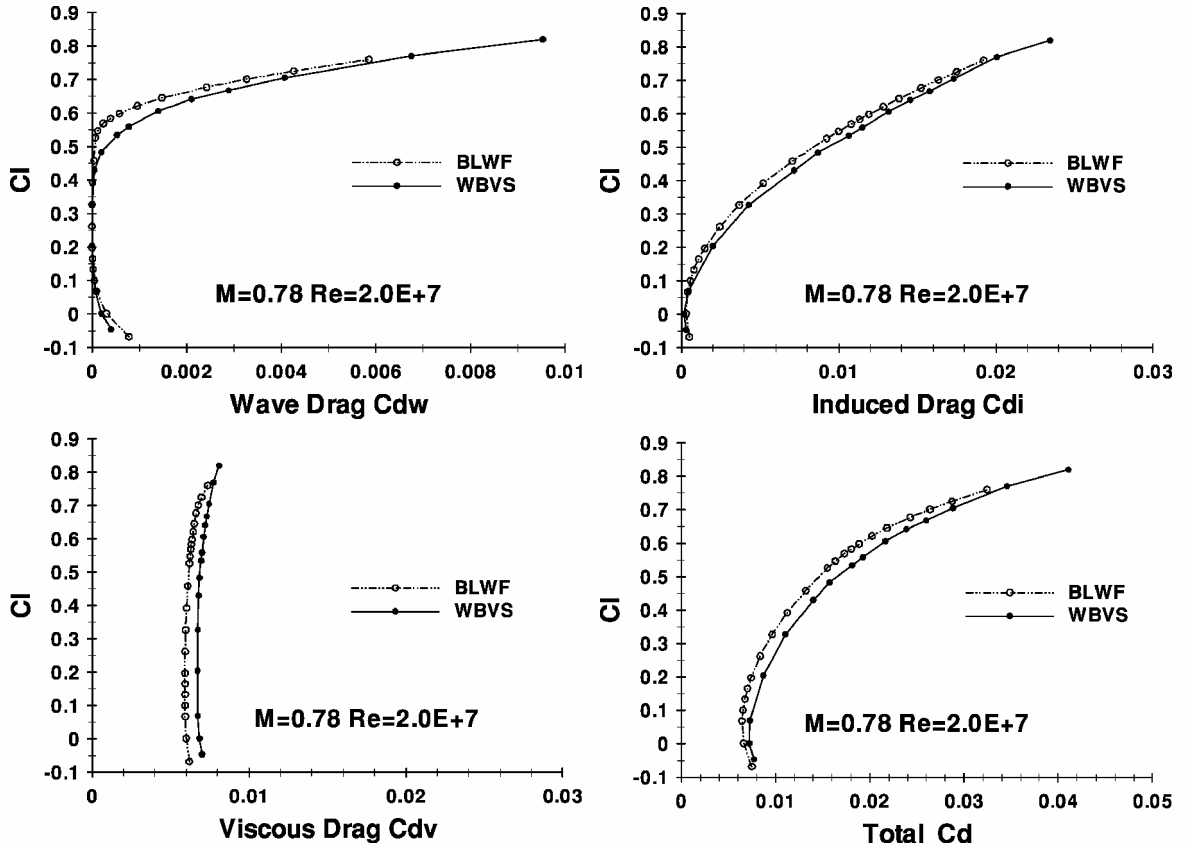 0.9
0.8
0.7
0.6
0.5
0.4
0.3
0.2
0.1
0
-0.1
Cl
BLWF
WBVS
M=0.78 Re=2.0E+7
0 0.002 0.004 0.006 0.008 0.01
Wave Drag Cdw
0.9
0.8
0.7
0.6
0.5
0.4
0.3
0.2
0.1
0
-0.1
Cl
BLWF
WBVS
M=0.78 Re=2.0E+7
0 0.01 0.02 0.03
Induced Drag Cdi
0.9
0.8
0.7
0.6
0.5
0.4
0.3
0.2
0.1
0
-0.1
Cl
BLWF
WBVS
M=0.78 Re=2.0E+7
0 0.01 0.02 0.03
Viscous Drag Cdv
0.9
0.8
0.7
0.6
0.5
0.4
0.3
0.2
0.1
0
-0.1
Cl
BLWF
WBVS
M=0.78 Re=2.0E+7
0 0.01 0.02 0.03 0.04 0.05
Total Cd